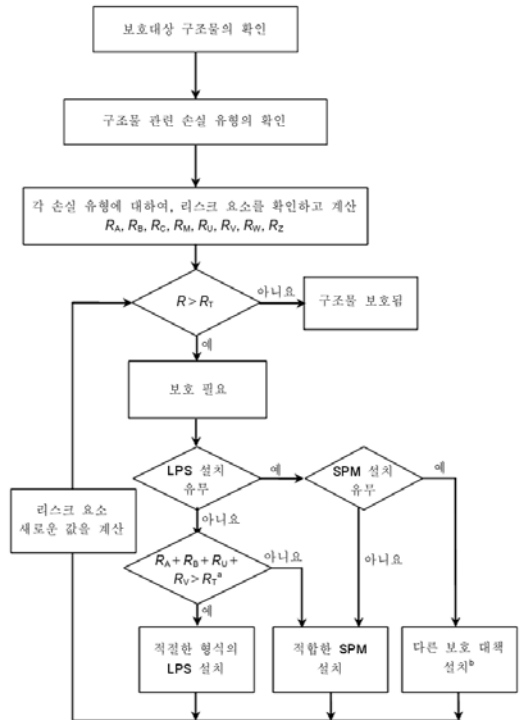 보호대상 구조물의 확인
구조물 관련 손실 유형의 확인
각 손실 유형에 대하여, 리스크 요소를 확인하고 계산
RA, RB, RC, RM, RU, RV, RW, RZ
R > RT
아니요
구조물 보호됨
예
보호 필요
LPS 설치
유무
예
SPM 설치
유무
예
리스크 요소
새로운 값을 계산
아니요
RA + RB + RU +
RV > RTa
아니요
아니요
예
적절한 형식의
LPS 설치
적합한 SPM
설치
다른 보호 대책
설치b